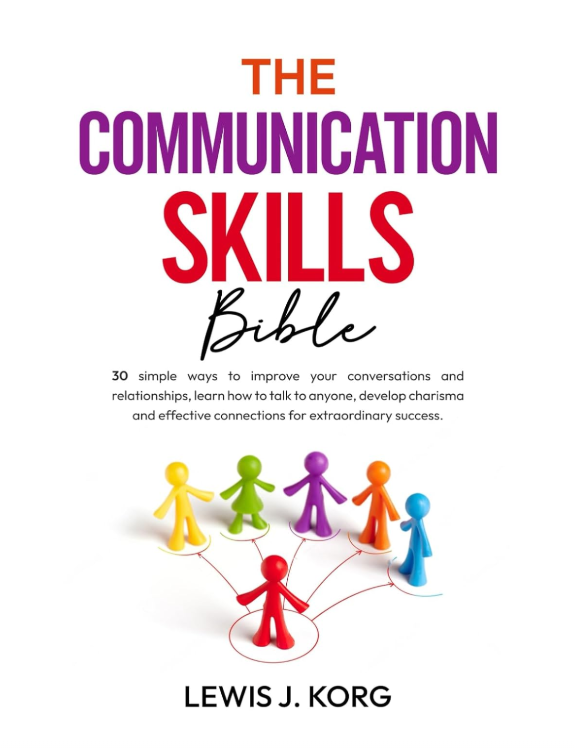 THE
COMMUNICATION
SKILLS
Bible
30 simple ways to improve your conversations and
relationships, learn how to talk to anyone, develop charisma
and effective connections for extraordinary success.
LEWIS J. KORG